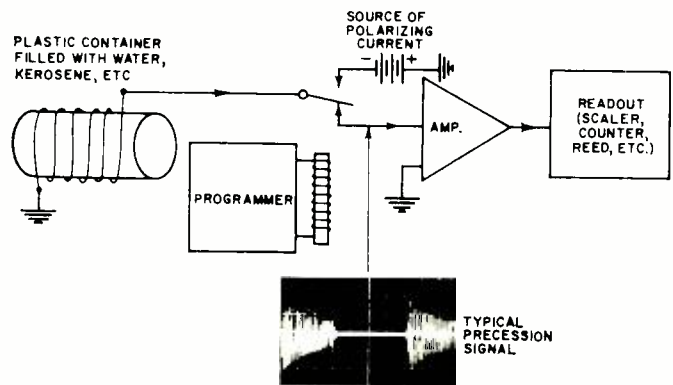 SOURCE OF
POLARIZING
CURRENT
- +
PLASTIC CONTAINER
FILLED WITH WATER,
KEROSENE, ETC
AMP.
READOUT
(SCALER,
COUNTER,
REED, ETC.)
PROGRAMMER
TYPICAL
PRECESSION
SIGNAL